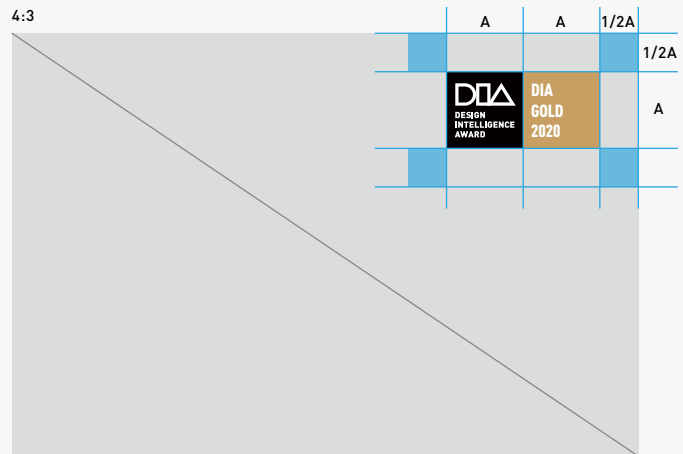 4:3
A A 1/2A
1/2A
A
DIA
DESIGN
INTELLIGENCE
AWARD
DIA
GOLD
2020